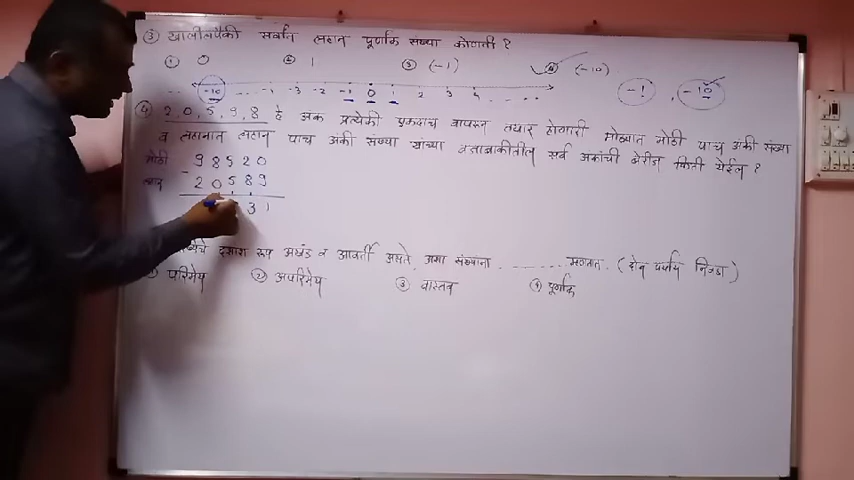 ③ खालीलपैकी सर्वात लहान पूर्णांक संख्या कोणती ?
① 0 ② 1 ③ (-1) ④ (-10)
-10 -3 -2 -1 0 1 2 3 4
-1 , -10
④ 2,0,5,9,8 हे अंक प्रत्येकी एकदाच वापरून तयार होणारी मोठ्यात मोठी पाच अंकी संख्या
व लहानात लहान पाच अंकी संख्या यांच्या वजाबाकीतील सर्व अंकांची बेरीज किती येईल ?
मोठी 98520
- 20589
लहान
31
दशांश रूप अखंड व आवर्ती असते. अशा संख्यांना ........ म्हणतात. (दोन पर्याय निवडा)
परिमेय ② अपरिमेय ③ वास्तव ④ पूर्णांक